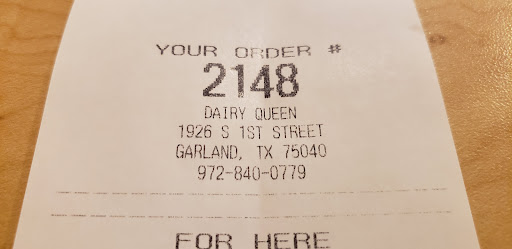 YOUR ORDER #
2148
DAIRY QUEEN
1926 S 1ST STREET
GARLAND, TX 75040
972-840-0779
FOR HERE